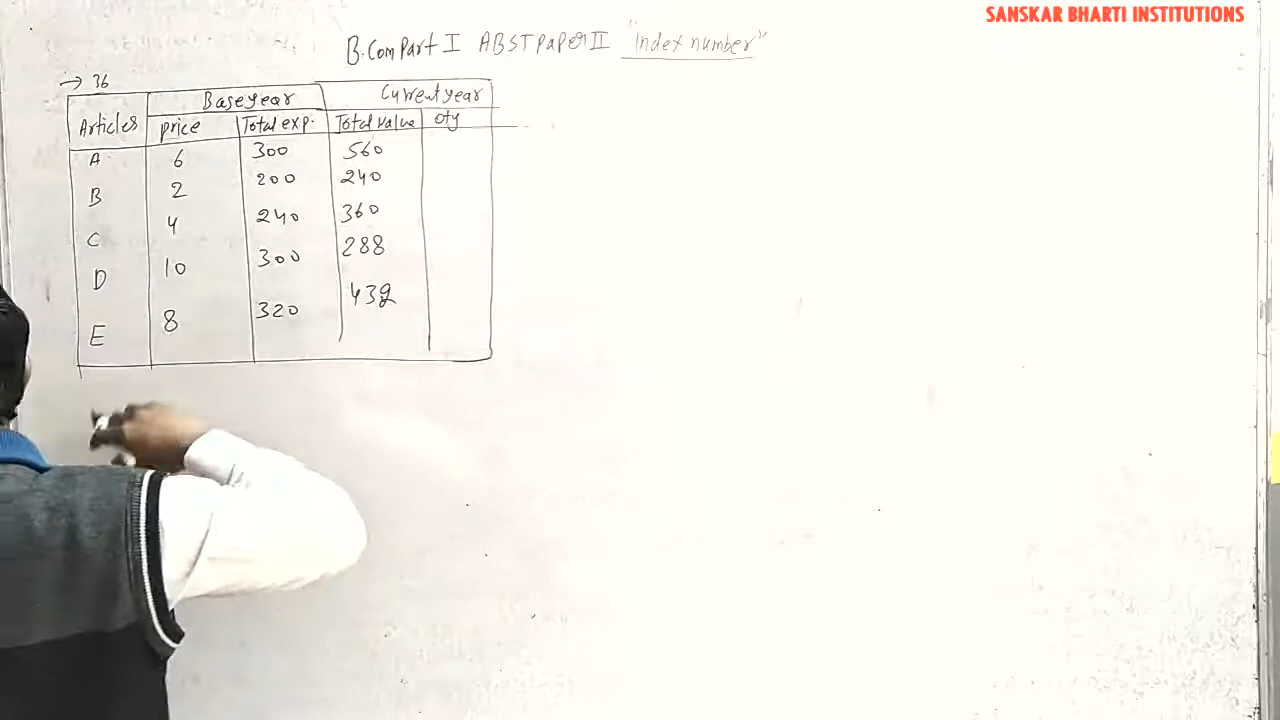 SANSKAR BHARTI INSTITUTIONS
B.Com Part I ABST Paper II "Index number"
→ 36
Articles Base year Current year
price Total exp. Total value Qty
A 6 300 560
B 2 200 240
C 4 240 360
D 10 300 288
E 8 320 432